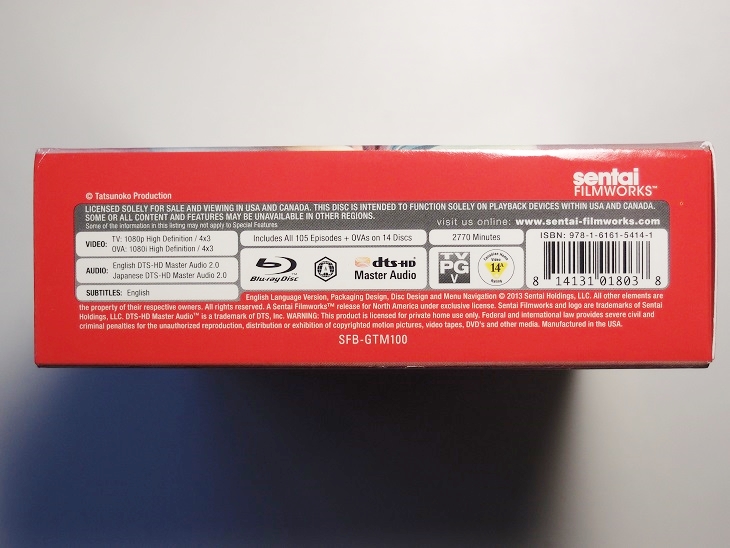 sentai
FILMWORKS™
© Tatsunoko Production
LICENSED SOLELY FOR SALE AND VIEWING IN USA AND CANADA. THIS DISC IS INTENDED TO FUNCTION SOLELY ON PLAYBACK DEVICES WITHIN USA AND CANADA.
SOME OR ALL CONTENT AND FEATURES MAY BE UNAVAILABLE IN OTHER REGIONS.
Some of the information in this listing may not apply to Special Features
visit us online: www.sentai-filmworks.com
VIDEO: TV: 1080p High Definition / 4x3
OVA: 1080i High Definition / 4x3
AUDIO: English DTS-HD Master Audio 2.0
Japanese DTS-HD Master Audio 2.0
SUBTITLES: English
Includes All 105 Episodes + OVAs on 14 Discs
2770 Minutes
Blu-ray Disc
A
dts-HD
Master Audio
TV
PG
V
14+
ISBN: 978-1-6161-5414-1
8 14131 01803 8
English Language Version, Packaging Design, Disc Design and Menu Navigation © 2013 Sentai Holdings, LLC. All other elements are
the property of their respective owners. All rights reserved. A Sentai Filmworks™ release for North America under exclusive license. Sentai Filmworks and logo are trademarks of Sentai
Holdings, LLC. DTS-HD Master Audio™ is a trademark of DTS, Inc. WARNING: This product is licensed for private home use only. Federal and international law provides severe civil and
criminal penalties for the unauthorized reproduction, distribution or exhibition of copyrighted motion pictures, video tapes, DVD's and other media. Manufactured in the USA.
SFB-GTM100